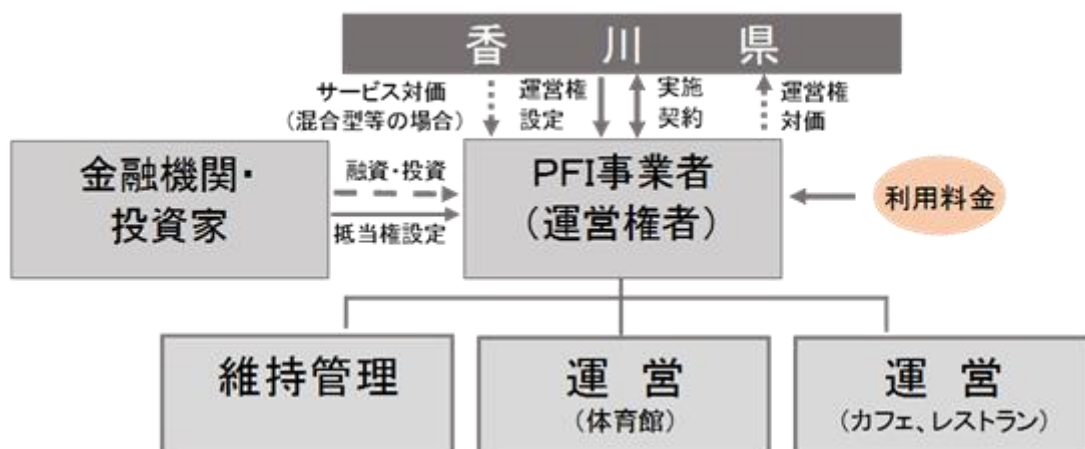 香川県
サービス対価
(混合型等の場合)
運営権
設定
実施
契約
運営権
対価
金融機関・
投資家
融資・投資
抵当権設定
PFI事業者
(運営権者)
利用料金
維持管理
運営
(体育館)
運営
(カフェ、レストラン)